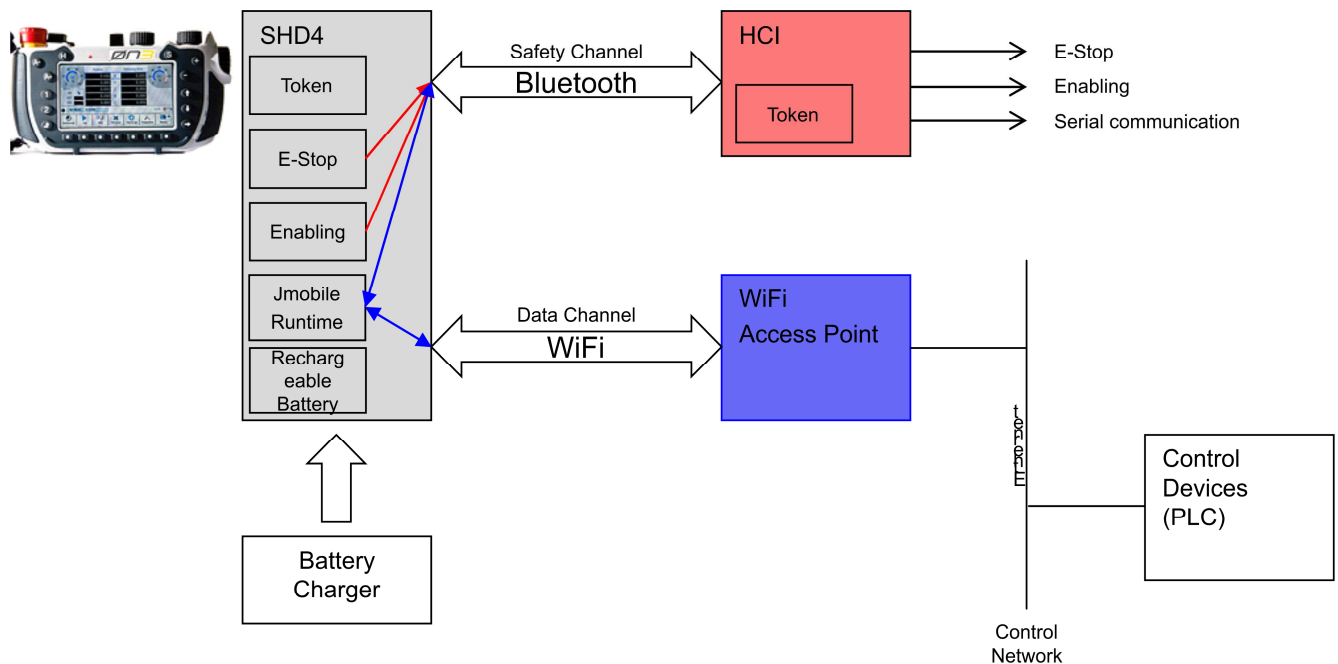 SHD4
Token
E-Stop
Enabling
Jmobile
Runtime
Recharg
eable
Battery
Battery
Charger
Safety Channel
Bluetooth
Data Channel
WiFi
HCI
Token
E-Stop
Enabling
Serial communication
WiFi
Access Point
Ethernet
Control
Devices
(PLC)
Control
Network